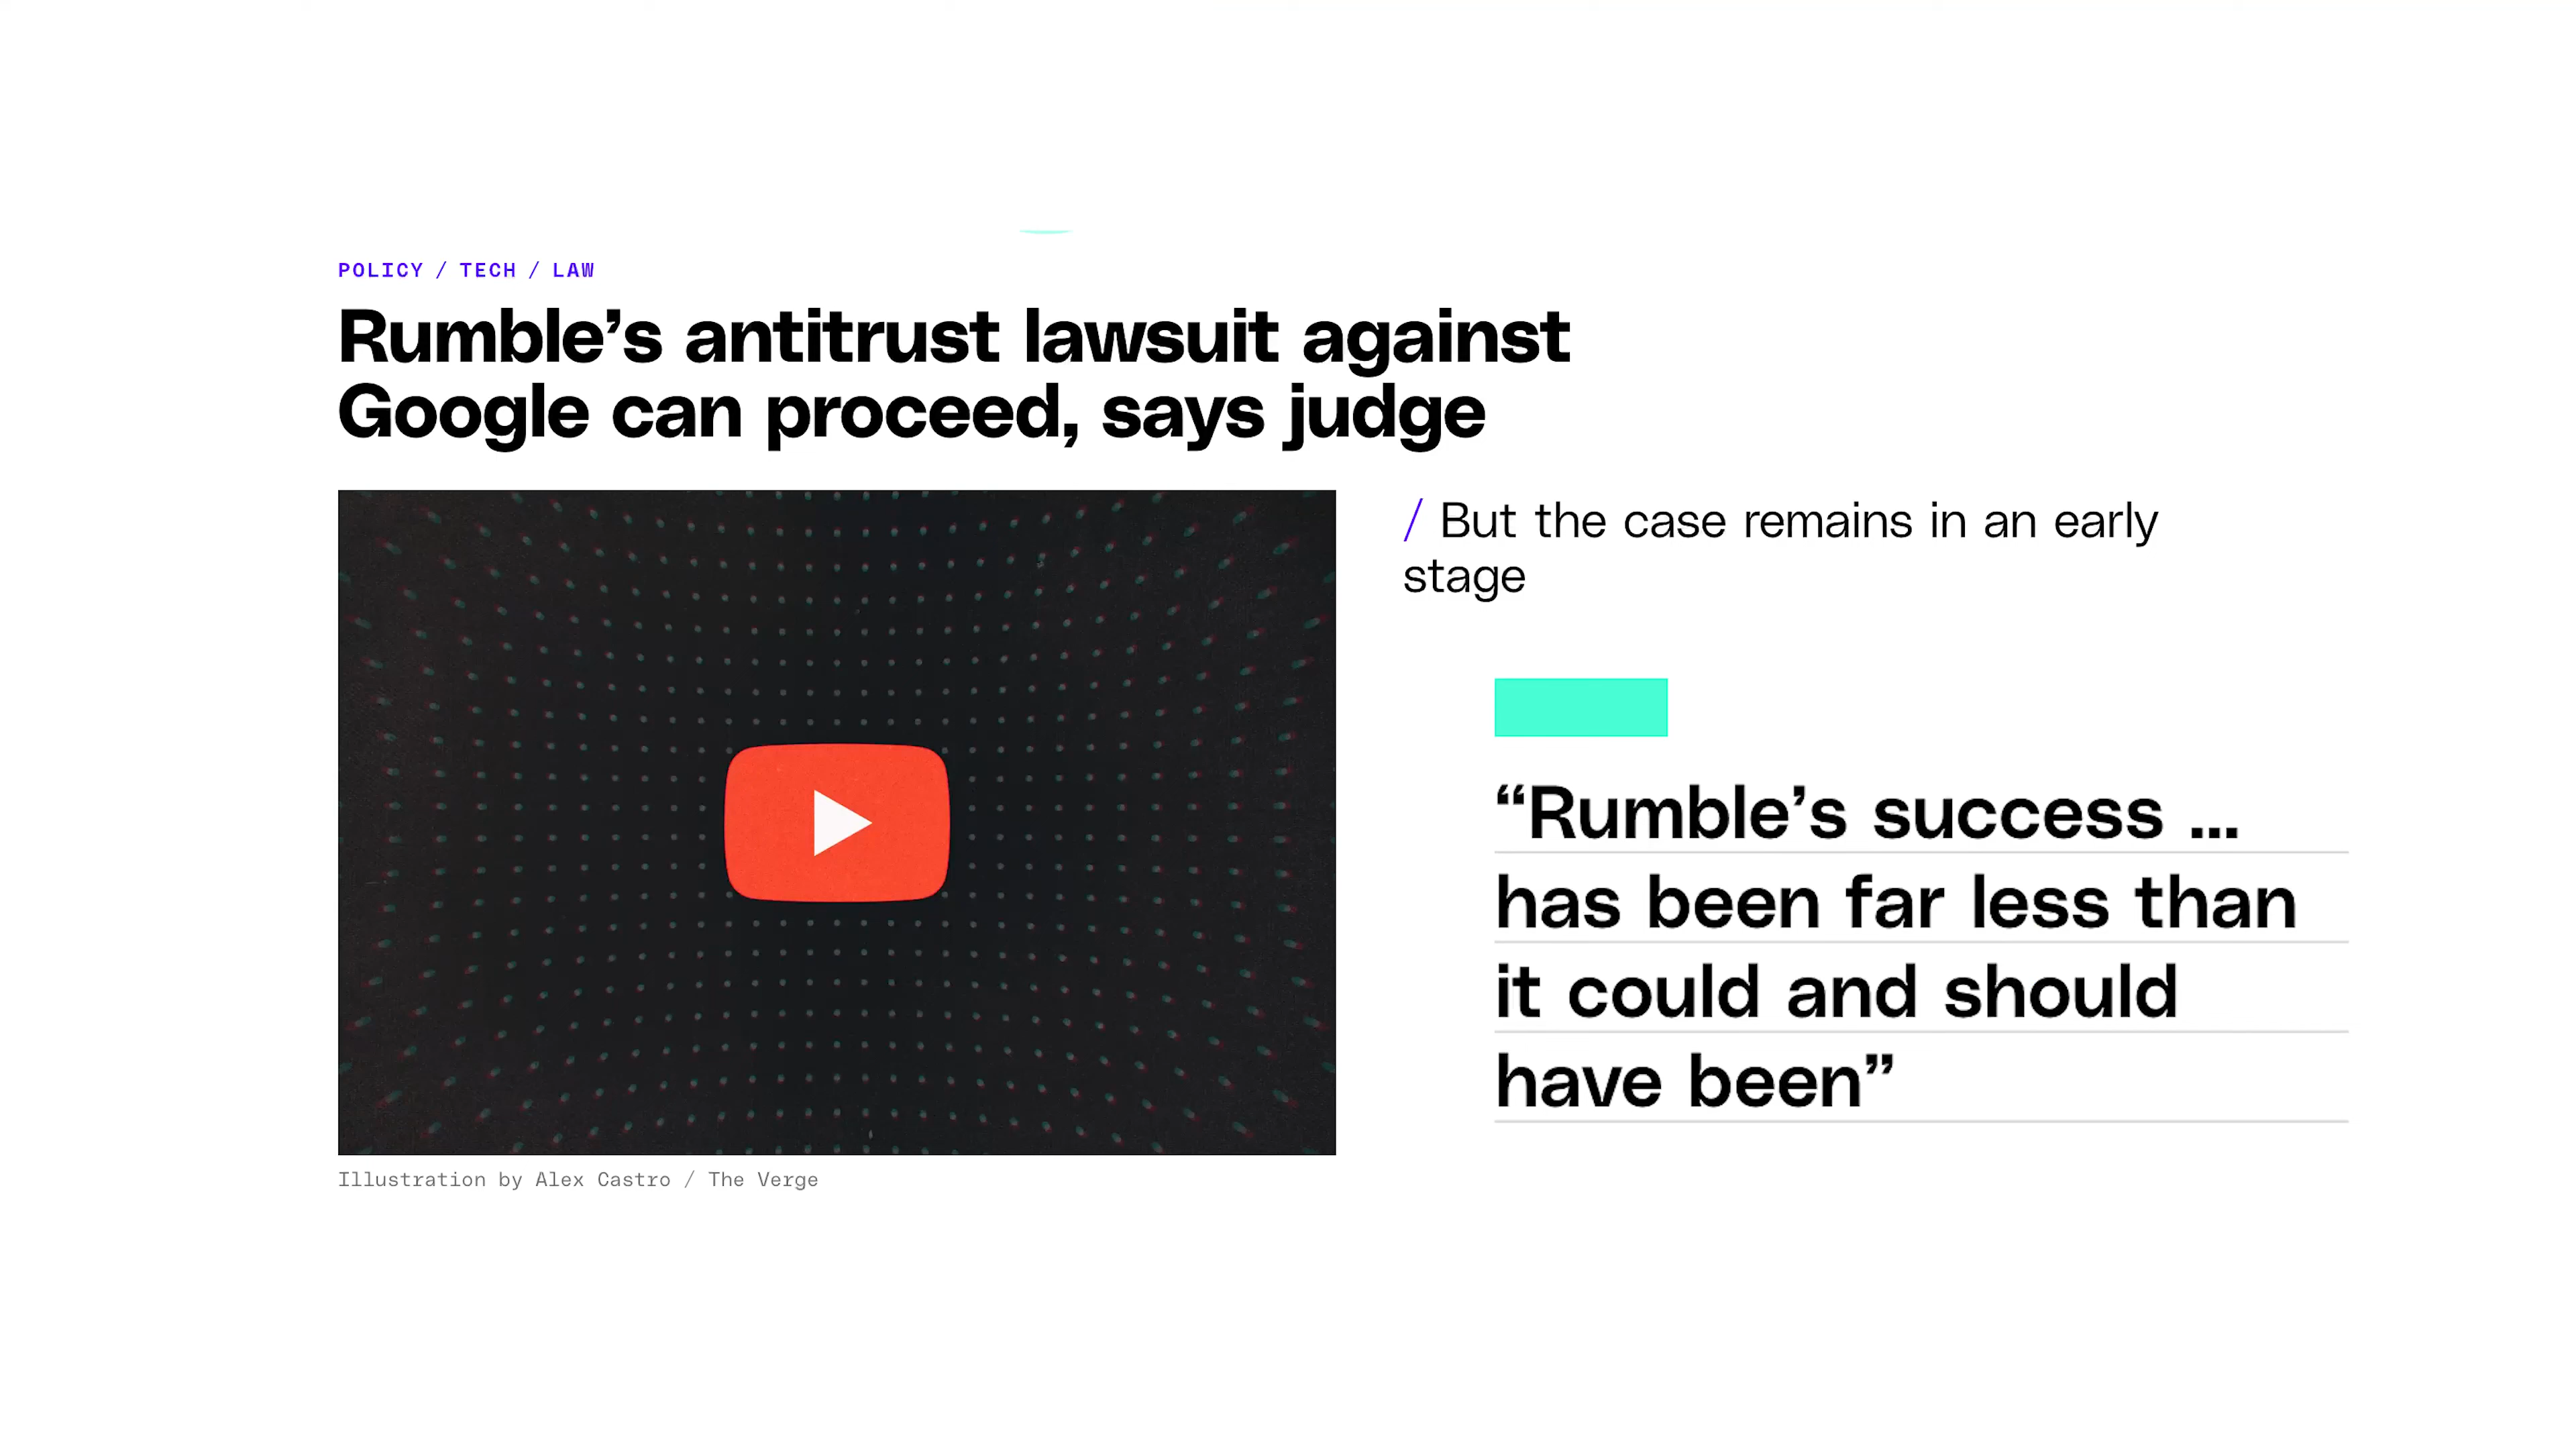 POLICY / TECH / LAW
Rumble’s antitrust lawsuit against
Google can proceed, says judge
/ But the case remains in an early
stage
“Rumble’s success ...
has been far less than
it could and should
have been”
Illustration by Alex Castro / The Verge